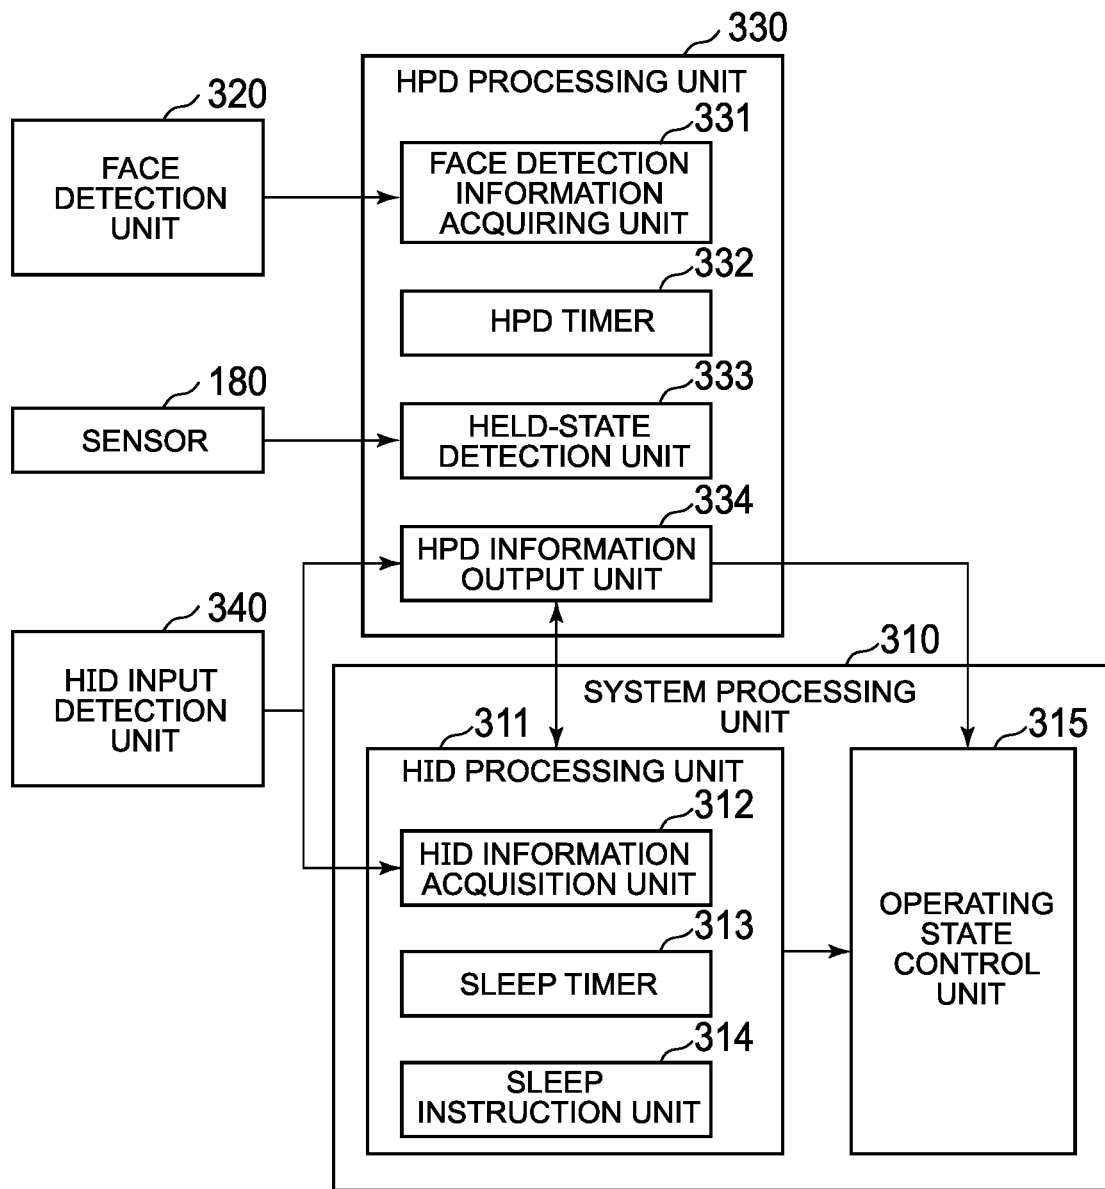 330
HPD PROCESSING UNIT
320
FACE
DETECTION
UNIT
331
FACE DETECTION
INFORMATION
ACQUIRING UNIT
332
HPD TIMER
180
SENSOR
333
HELD-STATE
DETECTION UNIT
334
HPD INFORMATION
OUTPUT UNIT
340
HID INPUT
DETECTION
UNIT
310
SYSTEM PROCESSING
UNIT
311
HID PROCESSING UNIT
312
HID INFORMATION
ACQUISITION UNIT
313
SLEEP TIMER
314
SLEEP
INSTRUCTION UNIT
315
OPERATING
STATE
CONTROL
UNIT